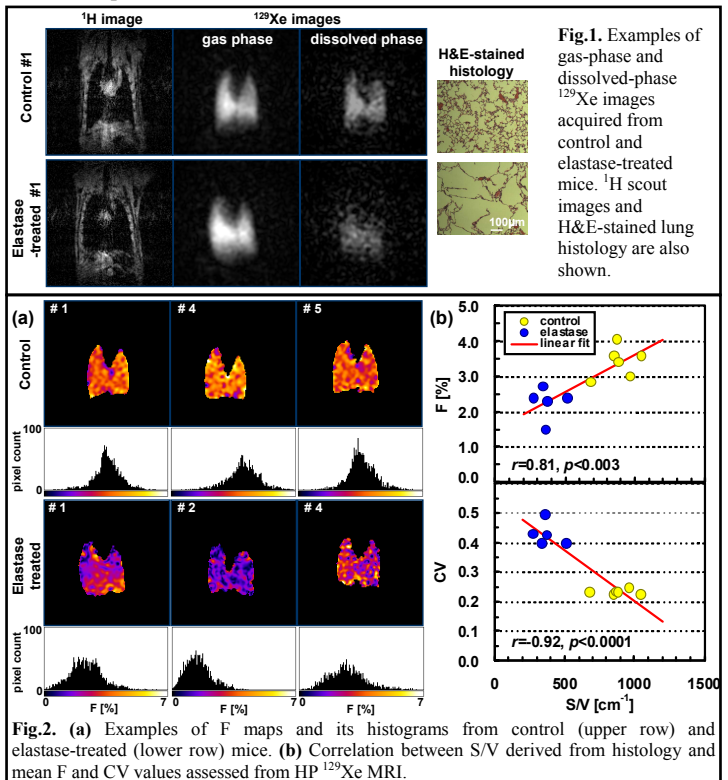 ¹H image
¹²⁹Xe images
gas phase
dissolved phase
H&E-stained
histology
Control #1
Elastase
-treated #1
100μm
Fig.1. Examples of
gas-phase and
dissolved-phase
¹²⁹Xe images
acquired from
control and
elastase-treated
mice. ¹H scout
images and
H&E-stained lung
histology are also
shown.
(a)
# 1
# 4
# 5
Control
100
pixel count
0
# 1
# 2
# 4
Elastase
treated
100
pixel count
0
0 F [%] 7
0 F [%] 7
0 F [%] 7
(b)
5.0
4.0
3.0
2.0
1.0
0.0
F [%]
control
elastase
linear fit
r=0.81, p<0.003
0.5
0.4
0.3
0.2
0.1
0.0
CV
r=-0.92, p<0.0001
0 500 1000 1500
S/V [cm⁻¹]
Fig.2. (a) Examples of F maps and its histograms from control (upper row) and
elastase-treated (lower row) mice. (b) Correlation between S/V derived from histology and
mean F and CV values assessed from HP ¹²⁹Xe MRI.